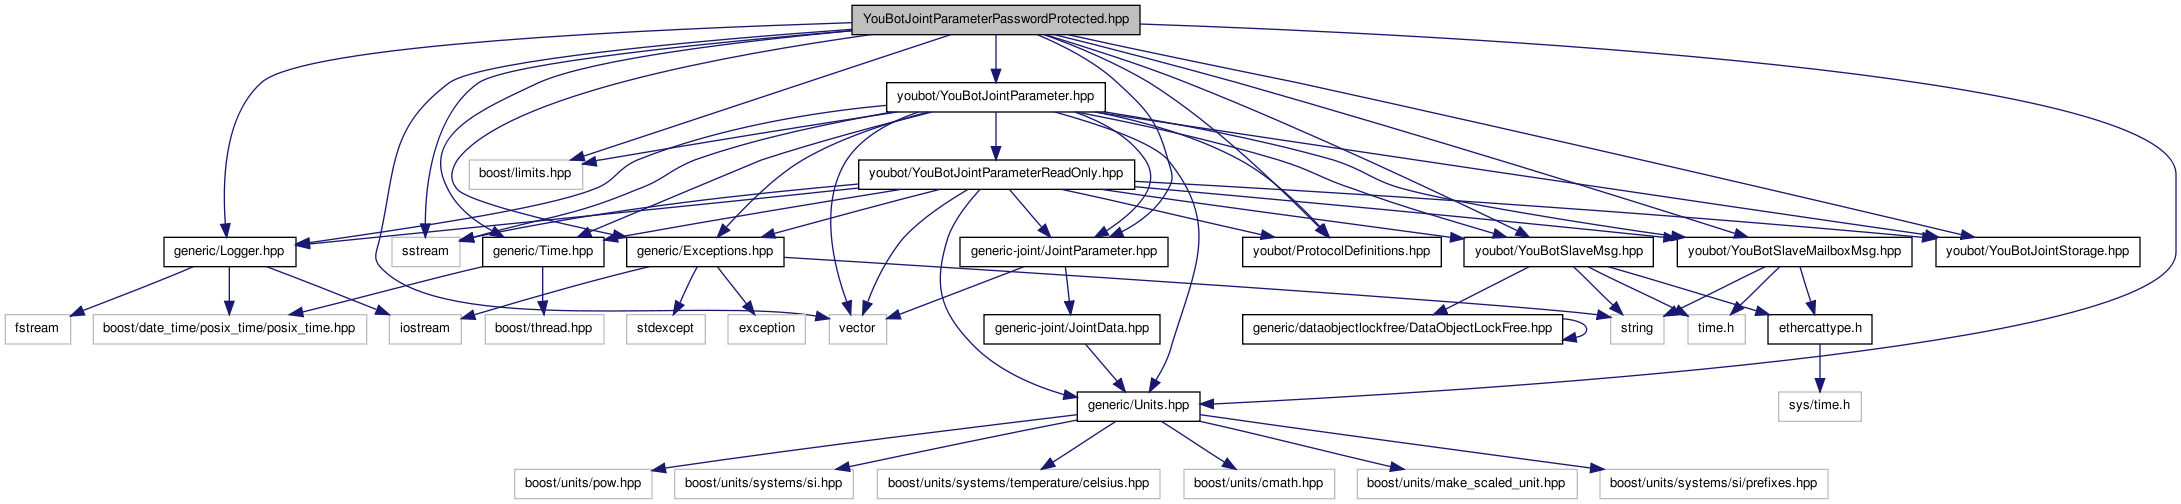 YouBotJointParameterPasswordProtected.hpp
youbot/YouBotJointParameter.hpp
boost/limits.hpp
youbot/YouBotJointParameterReadOnly.hpp
generic/Logger.hpp
sstream
generic/Time.hpp
generic/Exceptions.hpp
generic-joint/JointParameter.hpp
youbot/ProtocolDefinitions.hpp
youbot/YouBotSlaveMsg.hpp
youbot/YouBotSlaveMailboxMsg.hpp
youbot/YouBotJointStorage.hpp
fstream
boost/date_time/posix_time/posix_time.hpp
iostream
boost/thread.hpp
stdexcept
exception
vector
generic-joint/JointData.hpp
generic/dataobjectlockfree/DataObjectLockFree.hpp
string
time.h
ethercattype.h
generic/Units.hpp
sys/time.h
boost/units/pow.hpp
boost/units/systems/si.hpp
boost/units/systems/temperature/celsius.hpp
boost/units/cmath.hpp
boost/units/make_scaled_unit.hpp
boost/units/systems/si/prefixes.hpp